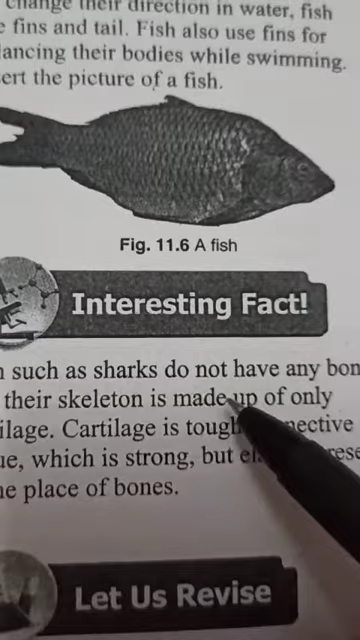 change their direction in water, fish
fins and tail. Fish also use fins for
ancing their bodies while swimming.
ert the picture of a fish.
Fig. 11.6 A fish
Interesting Fact!
such as sharks do not have any bon
their skeleton is made up of only
ilage. Cartilage is tough
nective
ue, which is strong, but
rese
e place of bones.
Let Us Revise